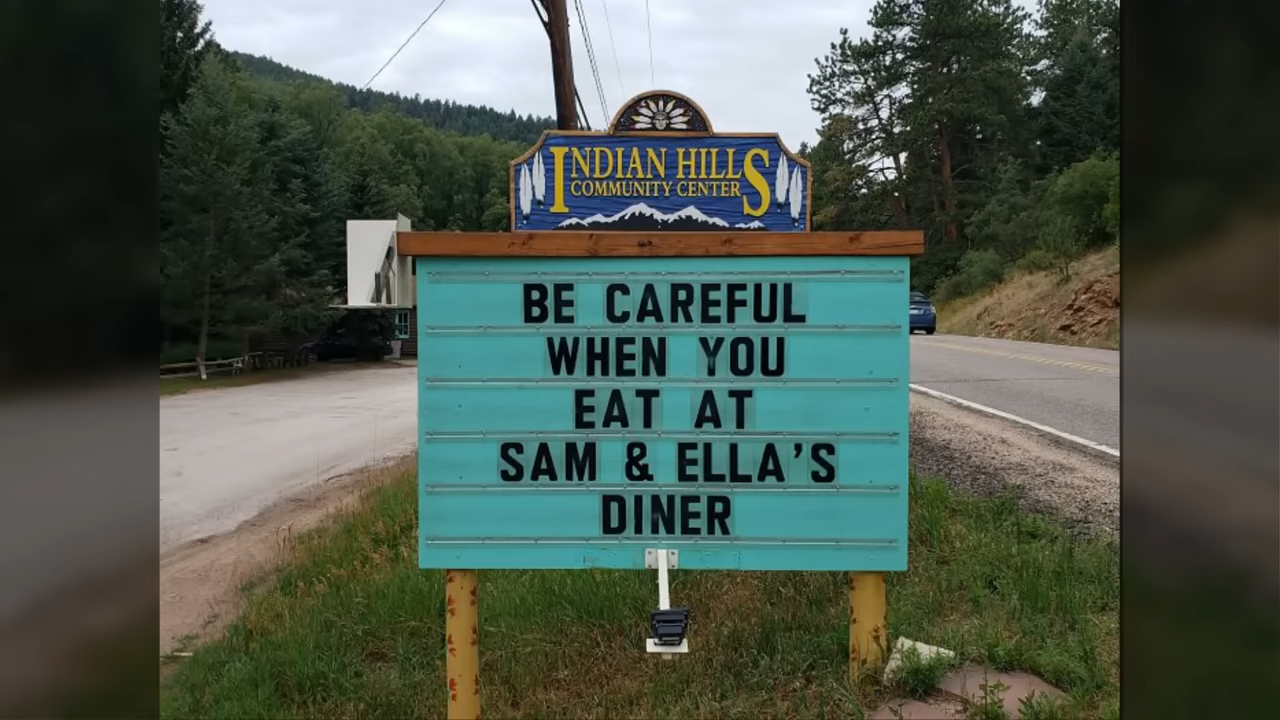 INDIAN HILLS
COMMUNITY CENTER
BE CAREFUL
WHEN YOU
EAT AT
SAM & ELLA'S
DINER